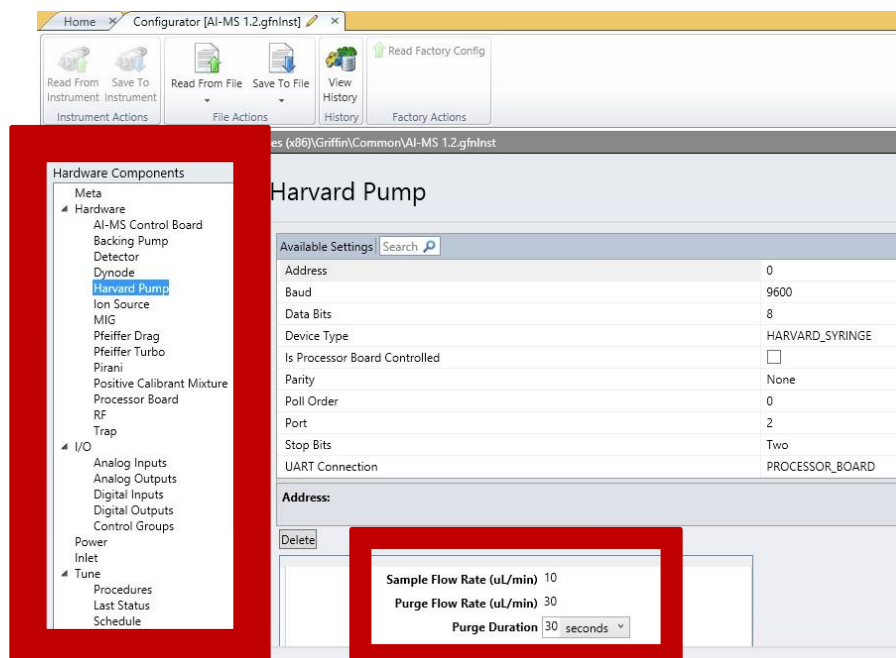 Home × Configurator [AI-MS 1.2.gfnInst] ×
Read From Instrument
Save To Instrument
Read From File
Save To File
View History
Read Factory Config
Instrument Actions
File Actions
History
Factory Actions
es (x86)\Griffin\Common\AI-MS 1.2.gfnInst
Hardware Components
Meta
Hardware
AI-MS Control Board
Backing Pump
Detector
Dynode
Harvard Pump
Ion Source
MIG
Pfeiffer Drag
Pfeiffer Turbo
Pirani
Positive Calibrant Mixture
Processor Board
RF
Trap
I/O
Analog Inputs
Analog Outputs
Digital Inputs
Digital Outputs
Control Groups
Power
Inlet
Tune
Procedures
Last Status
Schedule
Harvard Pump
Available Settings Search
Address 0
Baud 9600
Data Bits 8
Device Type HARVARD_SYRINGE
Is Processor Board Controlled
Parity None
Poll Order 0
Port 2
Stop Bits Two
UART Connection PROCESSOR_BOARD
Address:
Delete
Sample Flow Rate (uL/min) 10
Purge Flow Rate (uL/min) 30
Purge Duration 30 seconds